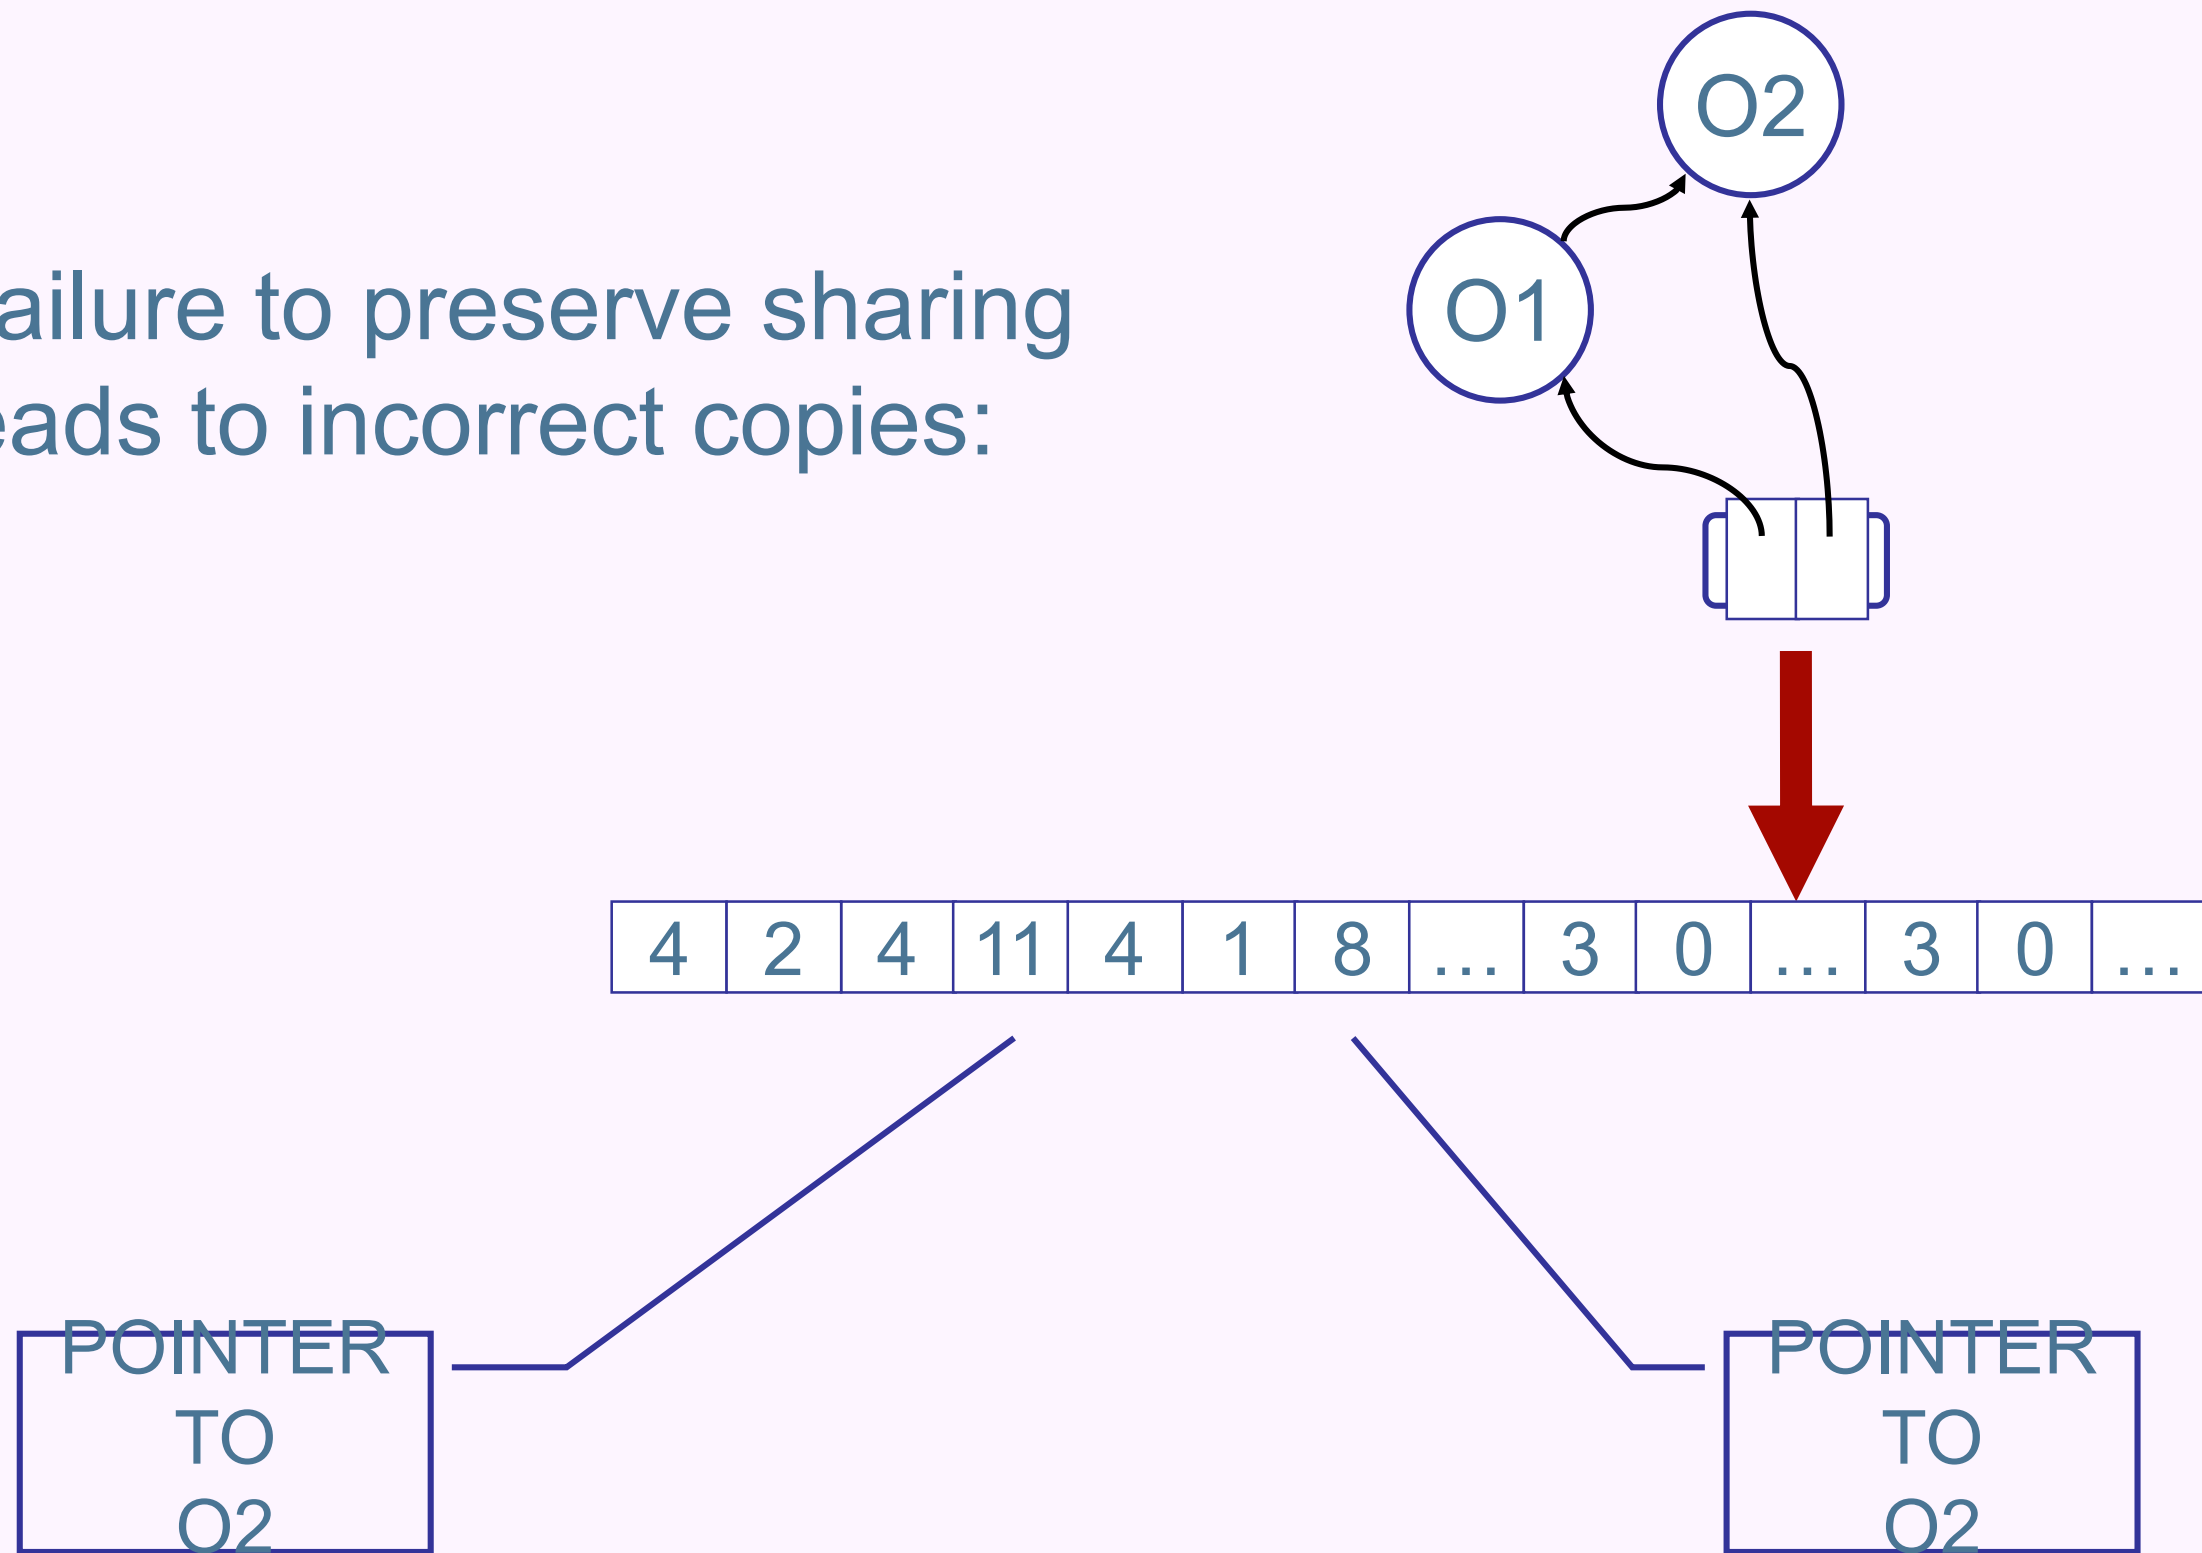 O2
ailure to preserve sharing
O1
eads to incorrect copies:
4 2 4 11 4 1 8 ... 3 0 ... 3 0 ...
POINTER
TO
O2
POINTER
TO
O2